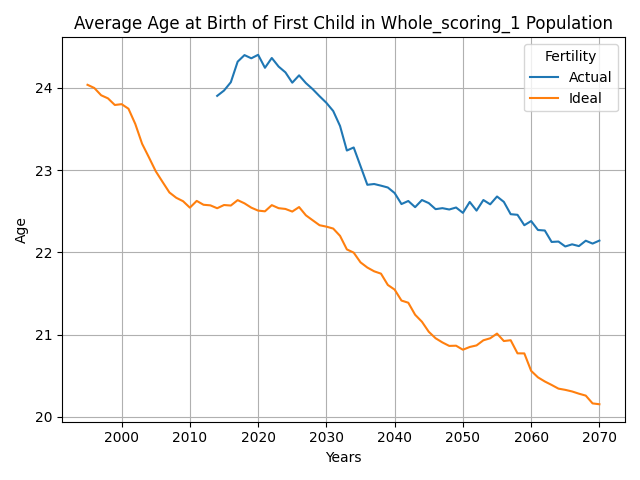 Average Age at Birth of First Child in Whole_scoring_1 Population
Fertility
Actual
Ideal
Age
24
23
22
21
20
2000 2010 2020 2030 2040 2050 2060 2070
Years